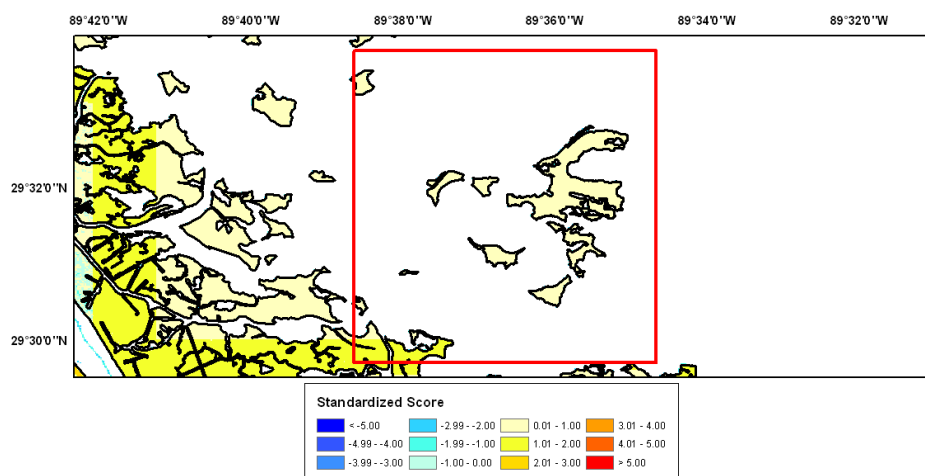 89°42'0"W 89°40'0"W 89°38'0"W 89°36'0"W 89°34'0"W 89°32'0"W
29°32'0"N
29°30'0"N
Standardized Score
< -5.00 -2.99 - -2.00 0.01 - 1.00 3.01 - 4.00
-4.99 - -4.00 -1.99 - -1.00 1.01 - 2.00 4.01 - 5.00
-3.99 - -3.00 -1.00 - 0.00 2.01 - 3.00 > 5.00